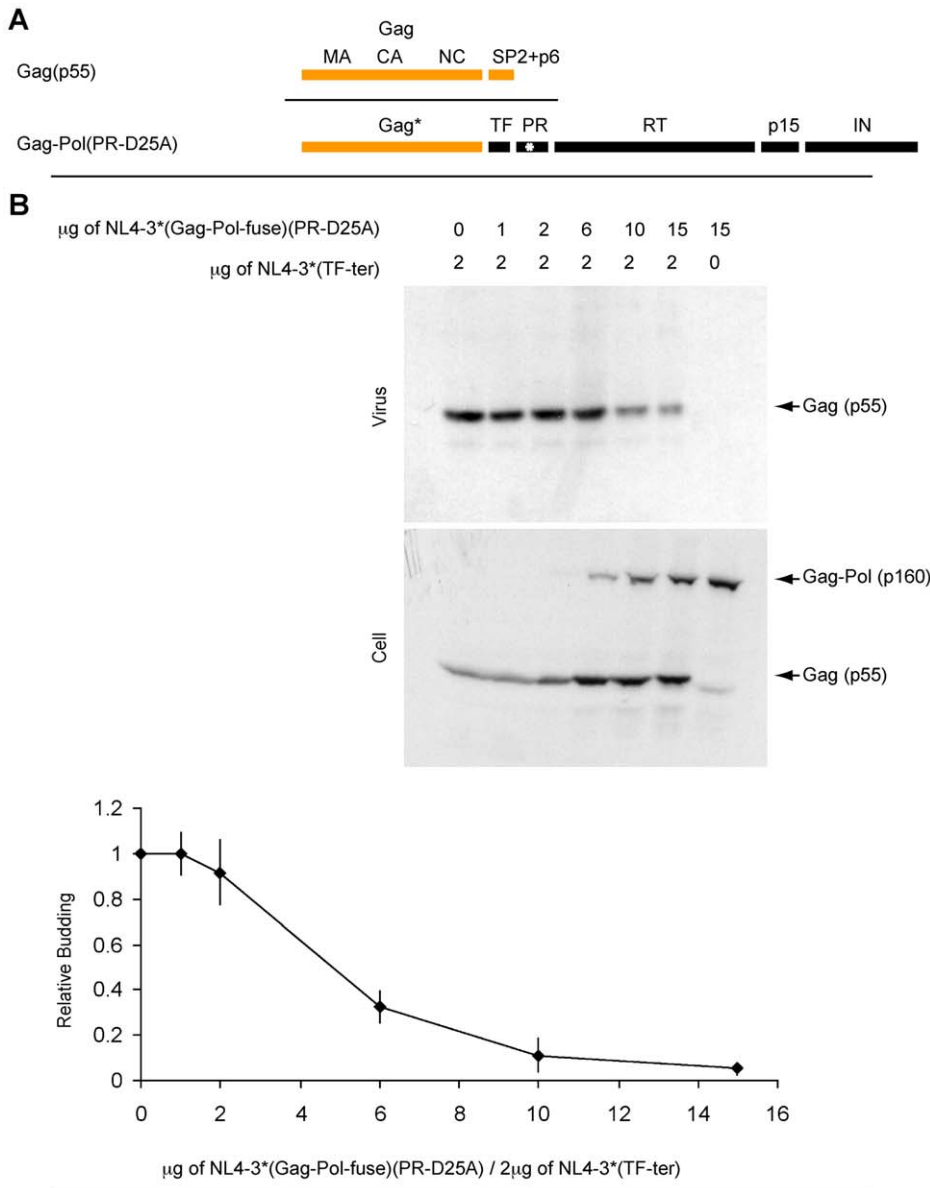 A
Gag
MA CA NC SP2+p6
Gag(p55)
Gag* TF PR RT p15 IN
Gag-Pol(PR-D25A)
*
B
μg of NL4-3*(Gag-Pol-fuse)(PR-D25A) 0 1 2 6 10 15 15
μg of NL4-3*(TF-ter) 2 2 2 2 2 2 0
Virus
Gag (p55)
Cell
Gag-Pol (p160)
Gag (p55)
Relative Budding
1.2
1
0.8
0.6
0.4
0.2
0
0 2 4 6 8 10 12 14 16
μg of NL4-3*(Gag-Pol-fuse)(PR-D25A) / 2μg of NL4-3*(TF-ter)